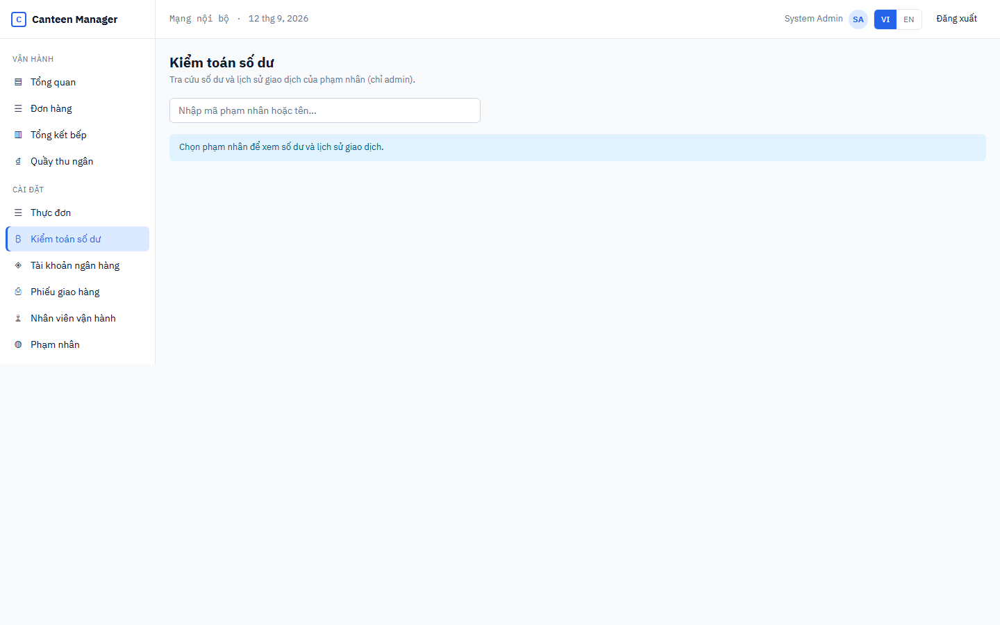 C Canteen Manager
Mạng nội bộ · 12 thg 9, 2026
System Admin SA VI EN Đăng xuất
VẬN HÀNH
Tổng quan
Đơn hàng
Tổng kết bếp
₫ Quầy thu ngân
CÀI ĐẶT
Thực đơn
₿ Kiểm toán số dư
Tài khoản ngân hàng
Phiếu giao hàng
Nhân viên vận hành
Phạm nhân
Kiểm toán số dư
Tra cứu số dư và lịch sử giao dịch của phạm nhân (chỉ admin).
Nhập mã phạm nhân hoặc tên...
Chọn phạm nhân để xem số dư và lịch sử giao dịch.